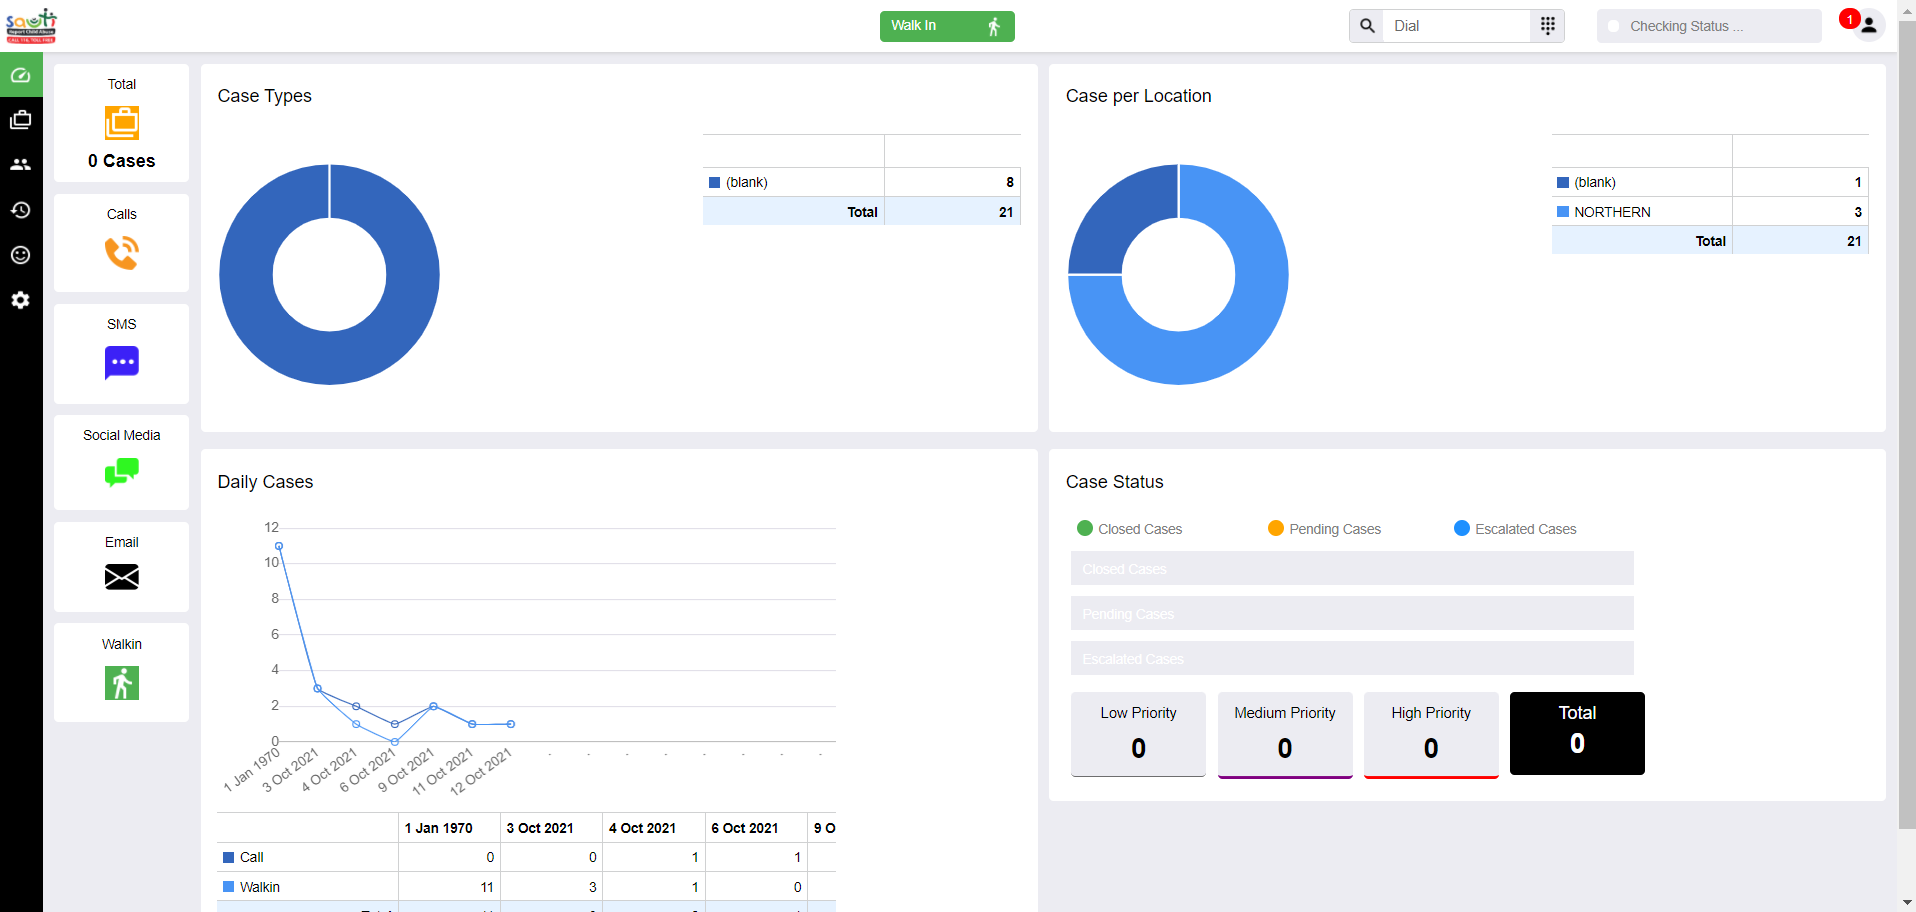 Sauti
Report Child Abuse
CALL 116, TOLL FREE
Walk In
Dial
Checking Status ...
1
Total
0 Cases
Calls
SMS
Social Media
Email
Walkin
Case Types
(blank) 8
Total 21
Case per Location
(blank) 1
NORTHERN 3
Total 21
Daily Cases
12
10
8
6
4
2
0
1 Jan 1970
3 Oct 2021
4 Oct 2021
6 Oct 2021
9 Oct 2021
11 Oct 2021
12 Oct 2021
- - - - - - - -
1 Jan 1970 3 Oct 2021 4 Oct 2021 6 Oct 2021 9 O
Call 0 0 1 1
Walkin 11 3 1 0
Case Status
Closed Cases Pending Cases Escalated Cases
Closed Cases
Pending Cases
Escalated Cases
Low Priority
0
Medium Priority
0
High Priority
0
Total
0